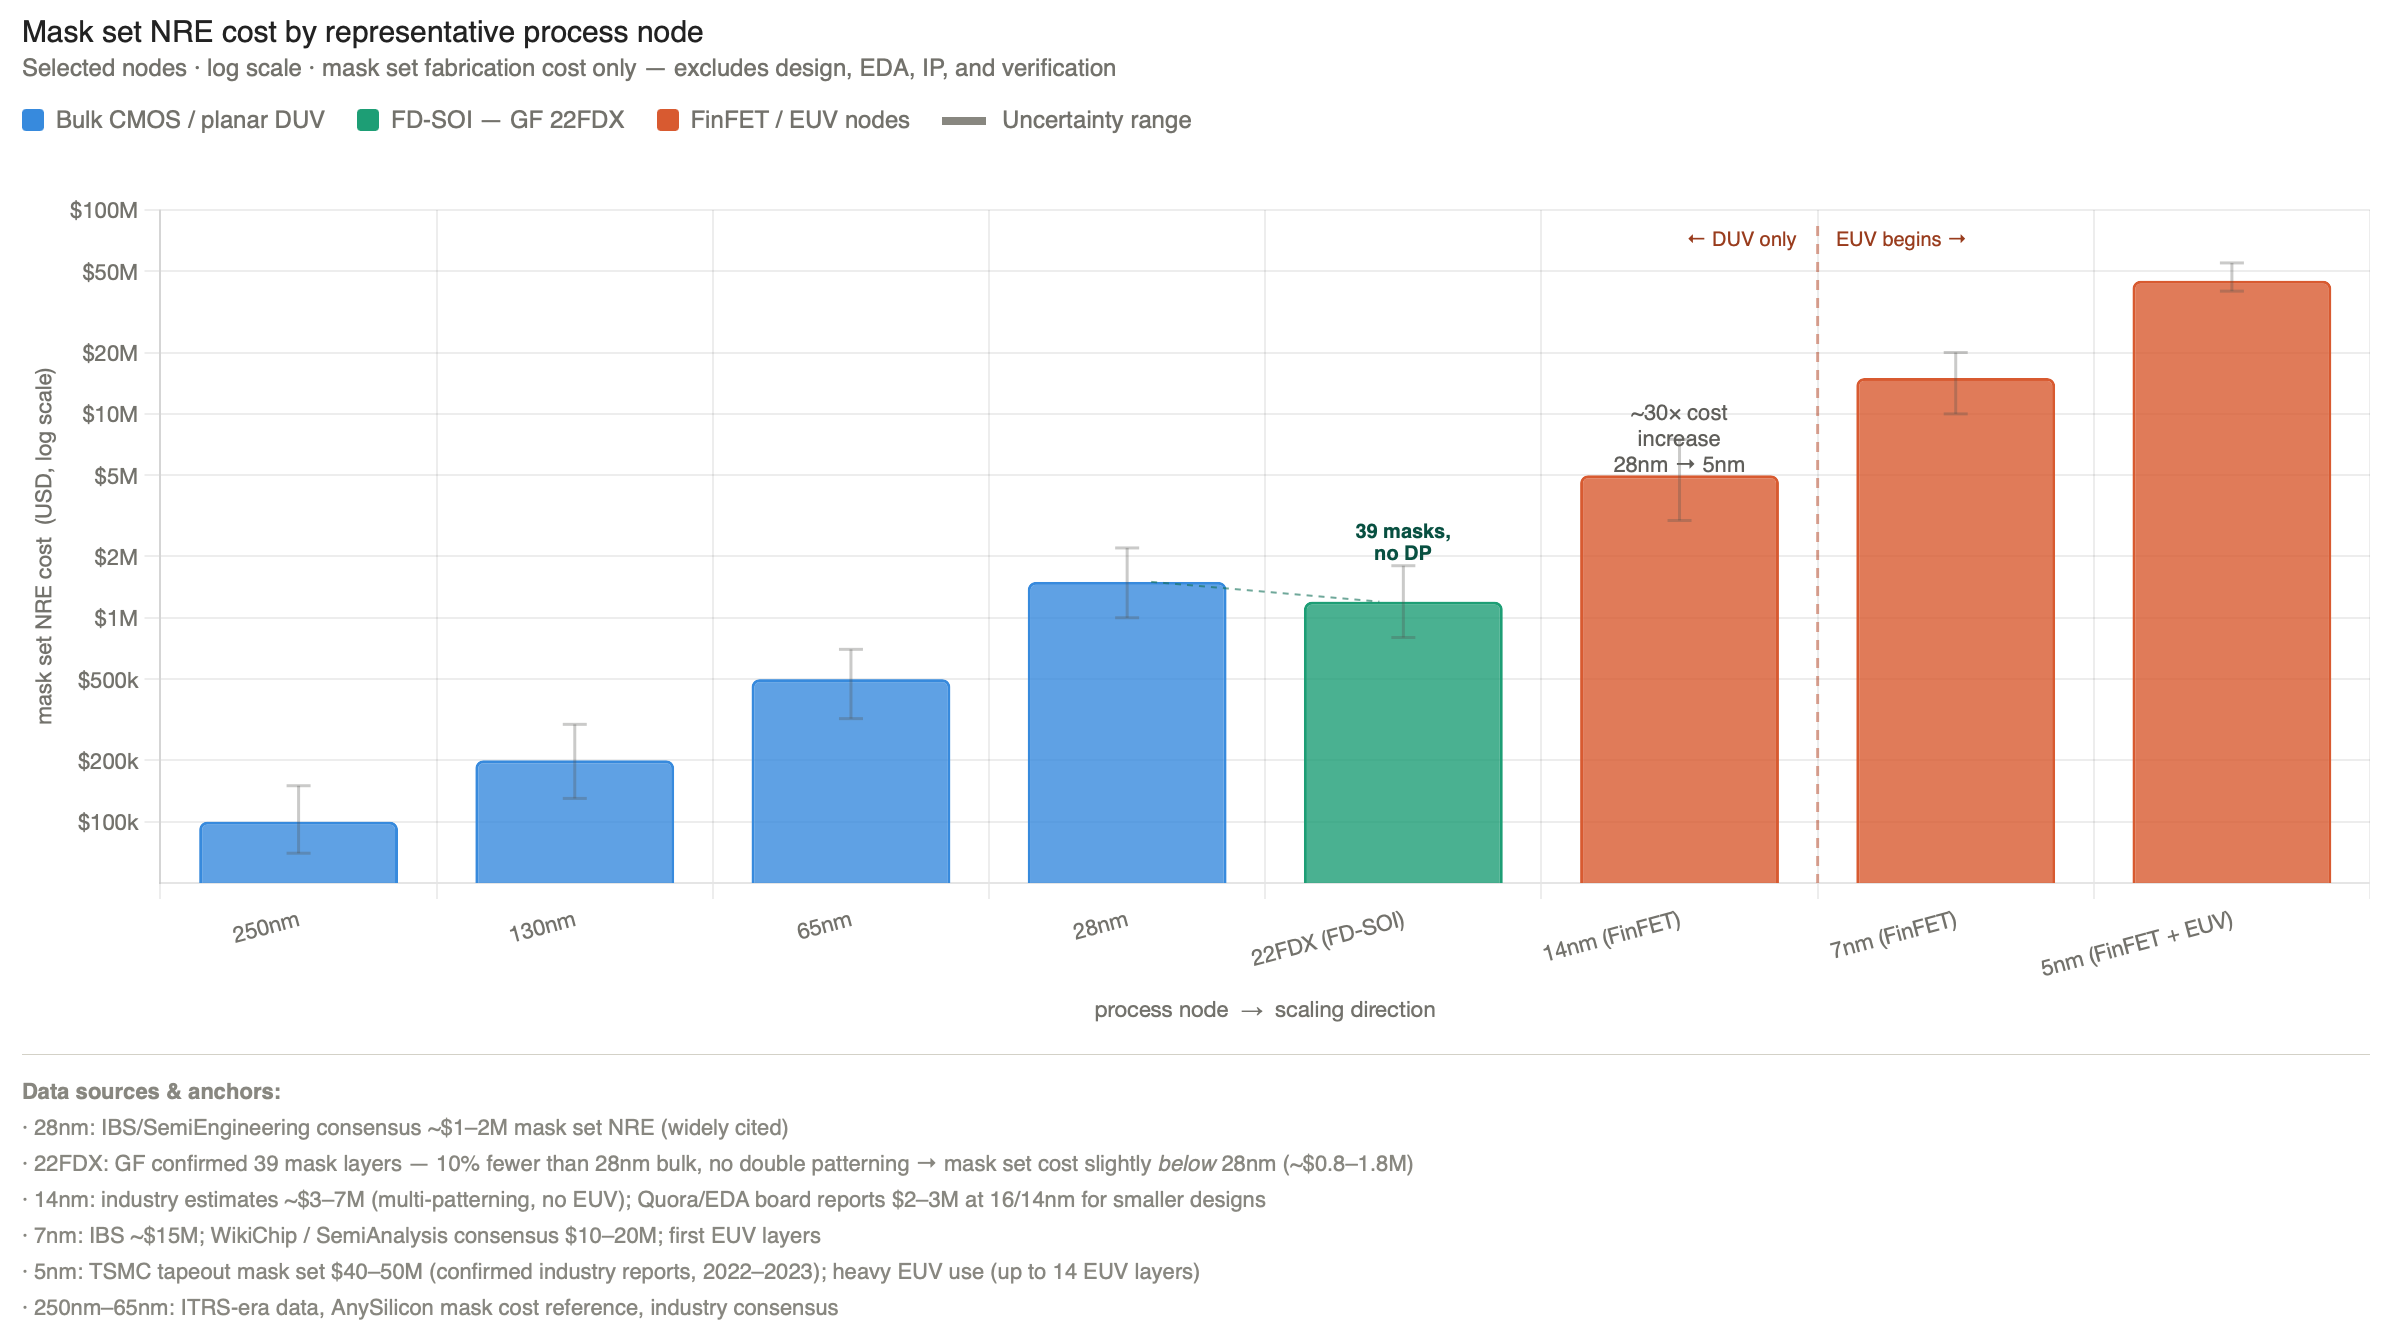 Mask set NRE cost by representative process node
Selected nodes · log scale · mask set fabrication cost only — excludes design, EDA, IP, and verification
Bulk CMOS / planar DUV
FD-SOI — GF 22FDX
FinFET / EUV nodes
Uncertainty range
mask set NRE cost (USD, log scale)
$100M
$50M
$20M
$10M
$5M
$2M
$1M
$500k
$200k
$100k
← DUV only
EUV begins →
~30× cost
increase
28nm → 5nm
39 masks,
no DP
250nm
130nm
65nm
28nm
22FDX (FD-SOI)
14nm (FinFET)
7nm (FinFET)
5nm (FinFET + EUV)
process node → scaling direction
Data sources & anchors:
· 28nm: IBS/SemiEngineering consensus ~$1–2M mask set NRE (widely cited)
· 22FDX: GF confirmed 39 mask layers — 10% fewer than 28nm bulk, no double patterning → mask set cost slightly below 28nm (~$0.8–1.8M)
· 14nm: industry estimates ~$3–7M (multi-patterning, no EUV); Quora/EDA board reports $2–3M at 16/14nm for smaller designs
· 7nm: IBS ~$15M; WikiChip / SemiAnalysis consensus $10–20M; first EUV layers
· 5nm: TSMC tapeout mask set $40–50M (confirmed industry reports, 2022–2023); heavy EUV use (up to 14 EUV layers)
· 250nm–65nm: ITRS-era data, AnySilicon mask cost reference, industry consensus